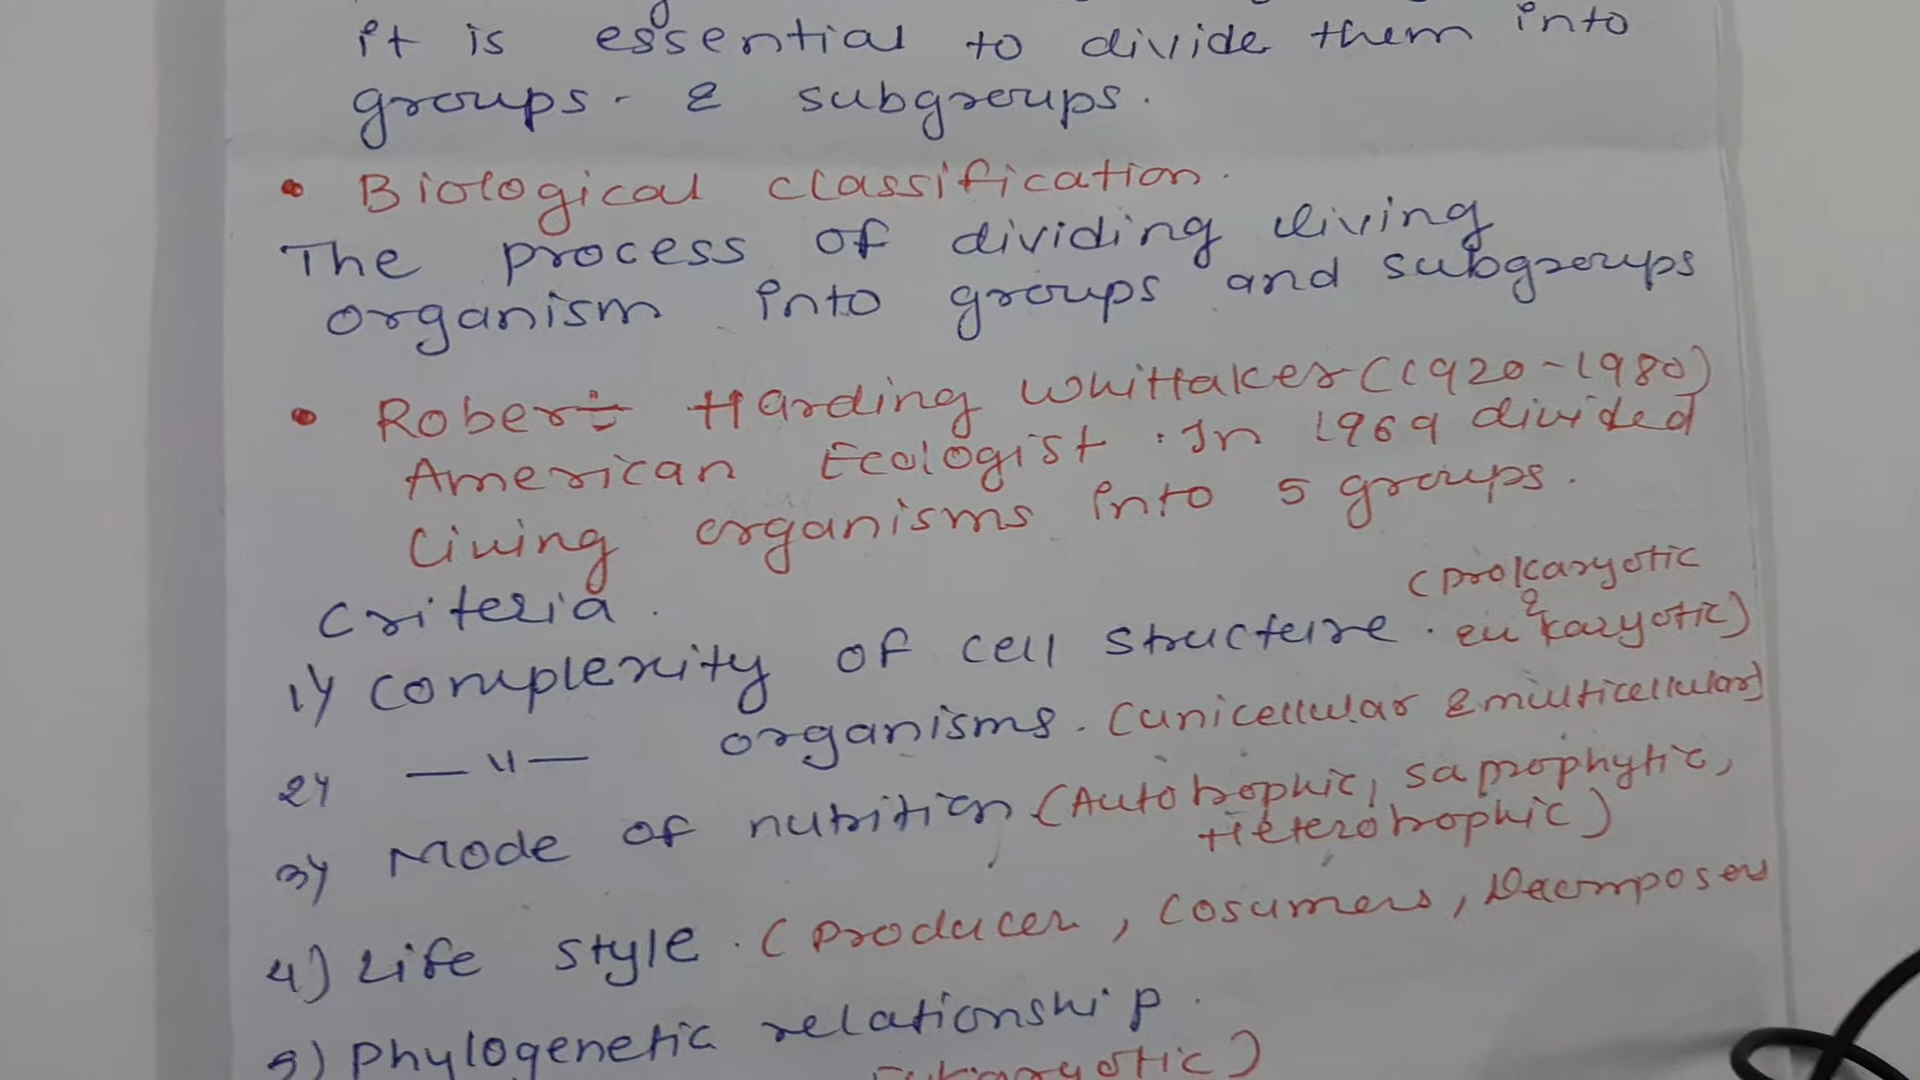 it is essential to divide them into
groups. & subgroups.
• Biological classification.
The process of dividing living
organism into groups and subgroups
• Robert Harding Whittaker (1920-1980)
American Ecologist. In 1969 divided
living organisms into 5 groups.
Criteria.
1) Complexity of cell structure. (prokaryotic
& eukaryotic)
2) —"— organisms. (unicellular & multicellular)
3) Mode of nutrition (Autotrophic, saprophytic,
Heterotrophic)
4) Life style. (Producer, Cosumers, Decomposer
5) Phylogenetic relationship.
Eukaryotic)